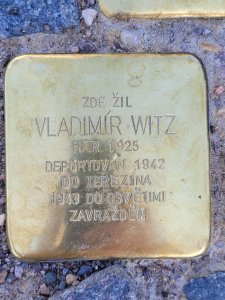 ZDE ŽIL
VLADIMÍR WITZ
NAR. 1925
DEPORTOVÁN 1942
DO TEREZÍNA
1943 DO OSVĚTIMI
ZAVRAŽDĚN